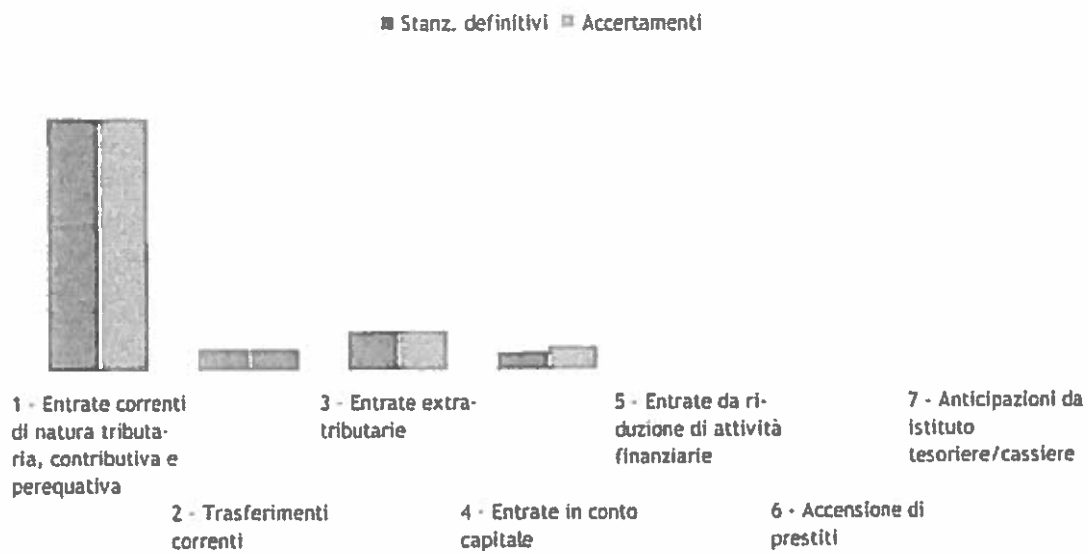 Stanz. definitivi Accertamenti
1 - Entrate correnti
di natura tributa-
ria, contributiva e
perequativa
2 - Trasferimenti
correnti
3 - Entrate extra-
tributarie
4 - Entrate in conto
capitale
5 - Entrate da ri-
duzione di attività
finanziarie
6 - Accensione di
prestiti
7 - Anticipazioni da
istituto
tesoriere/cassiere